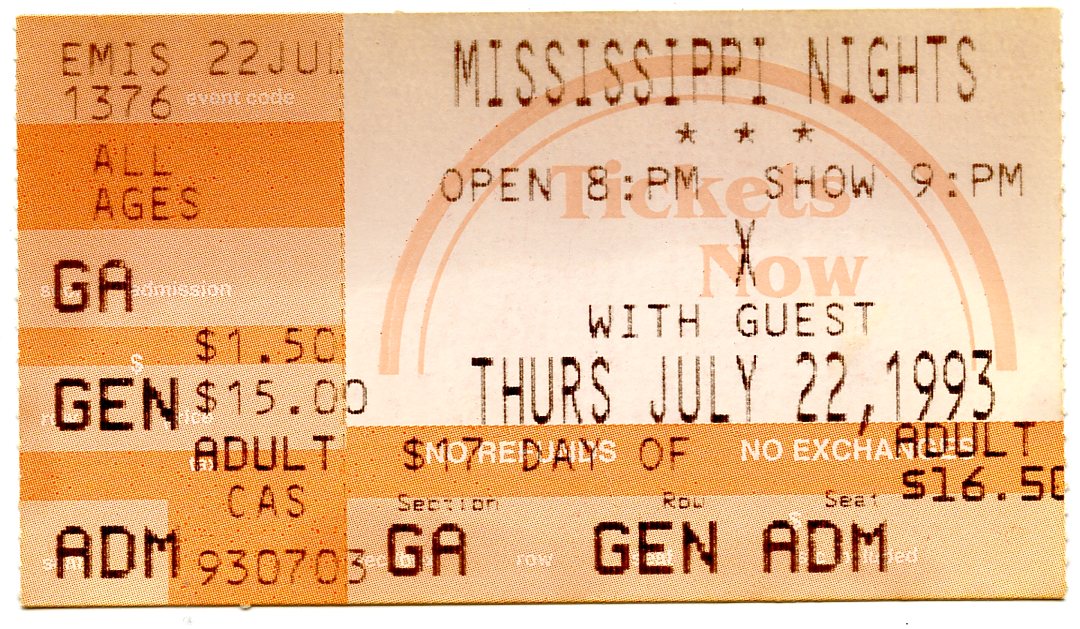 EMIS 22JUL
1376 event code
ALL
AGES
GA
admission
$1.50
$
GEN $15.00
ADULT
CAS
ADM
930703
MISSISSIPPI NIGHTS
* * *
OPEN 8:PM SHOW 9:PM
Tickets
Now
X
WITH GUEST
THURS JULY 22,1993
NO REFUNDS NO EXCHANGES
$17 DAY OF ADULT
$16.50
Section Row Seat
GA GEN ADM
row